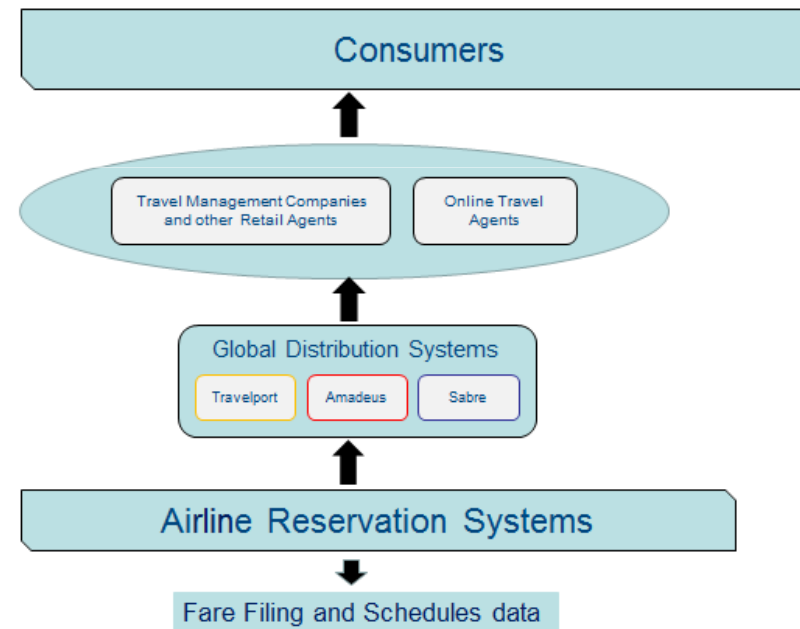 Consumers
Travel Management Companies
and other Retail Agents
Online Travel
Agents
Global Distribution Systems
Travelport
Amadeus
Sabre
Airline Reservation Systems
Fare Filing and Schedules data